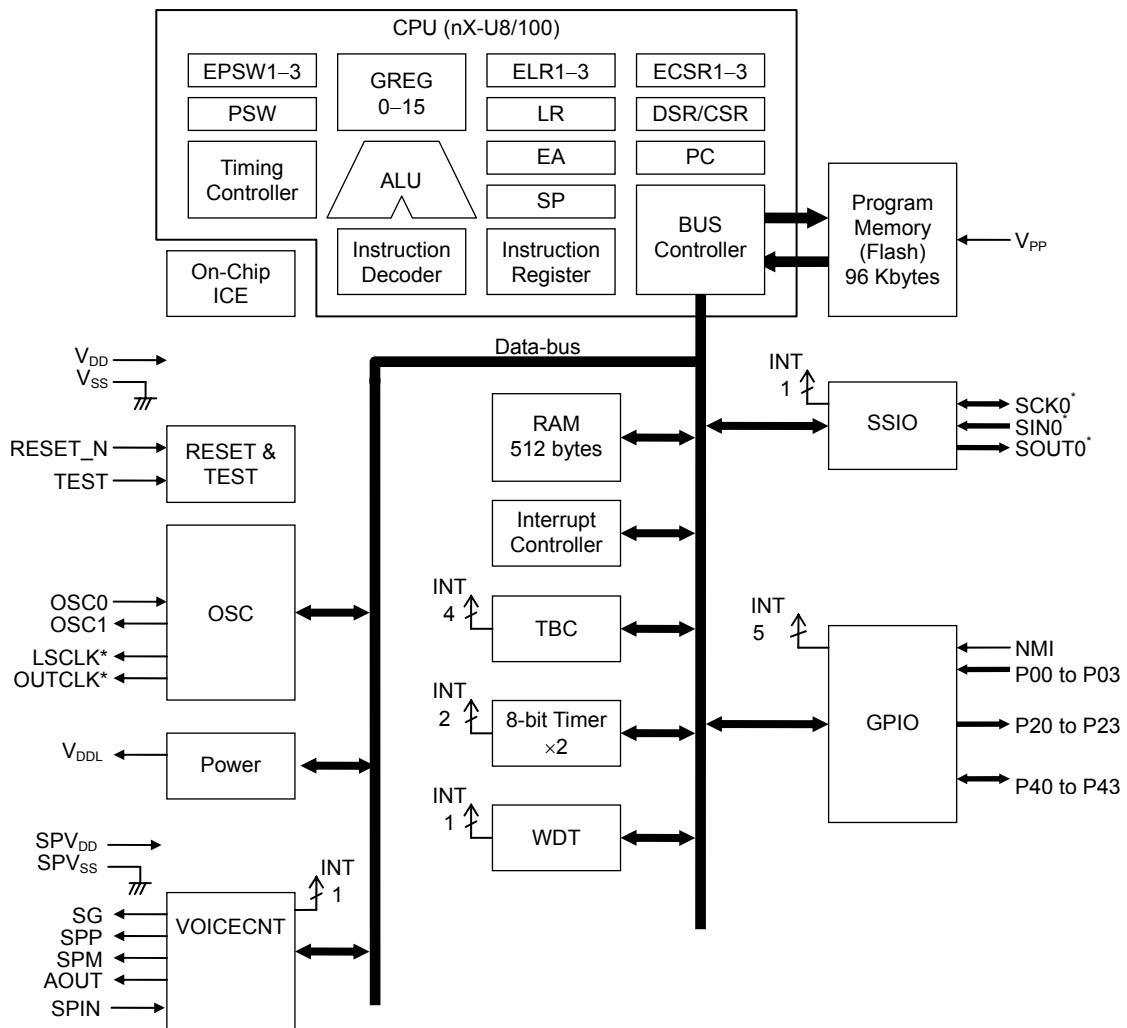 CPU (nX-U8/100)
EPSW1–3
GREG
0–15
ELR1–3
ECSR1–3
PSW
LR
DSR/CSR
Timing
Controller
ALU
EA
PC
SP
BUS
Controller
Program
Memory
(Flash)
96 Kbytes
VPP
On-Chip
ICE
Instruction
Decoder
Instruction
Register
Data-bus
VDD
VSS
RESET_N
TEST
RESET &
TEST
OSC0
OSC1
LSCLK*
OUTCLK*
OSC
VDDL
Power
SPVDD
SPVSS
INT
1
SG
SPP
SPM
AOUT
SPIN
VOICECNT
RAM
512 bytes
Interrupt
Controller
INT
4
TBC
INT
2
8-bit Timer
×2
INT
1
WDT
INT
1
SSIO
SCK0*
SIN0*
SOUT0*
INT
5
GPIO
NMI
P00 to P03
P20 to P23
P40 to P43